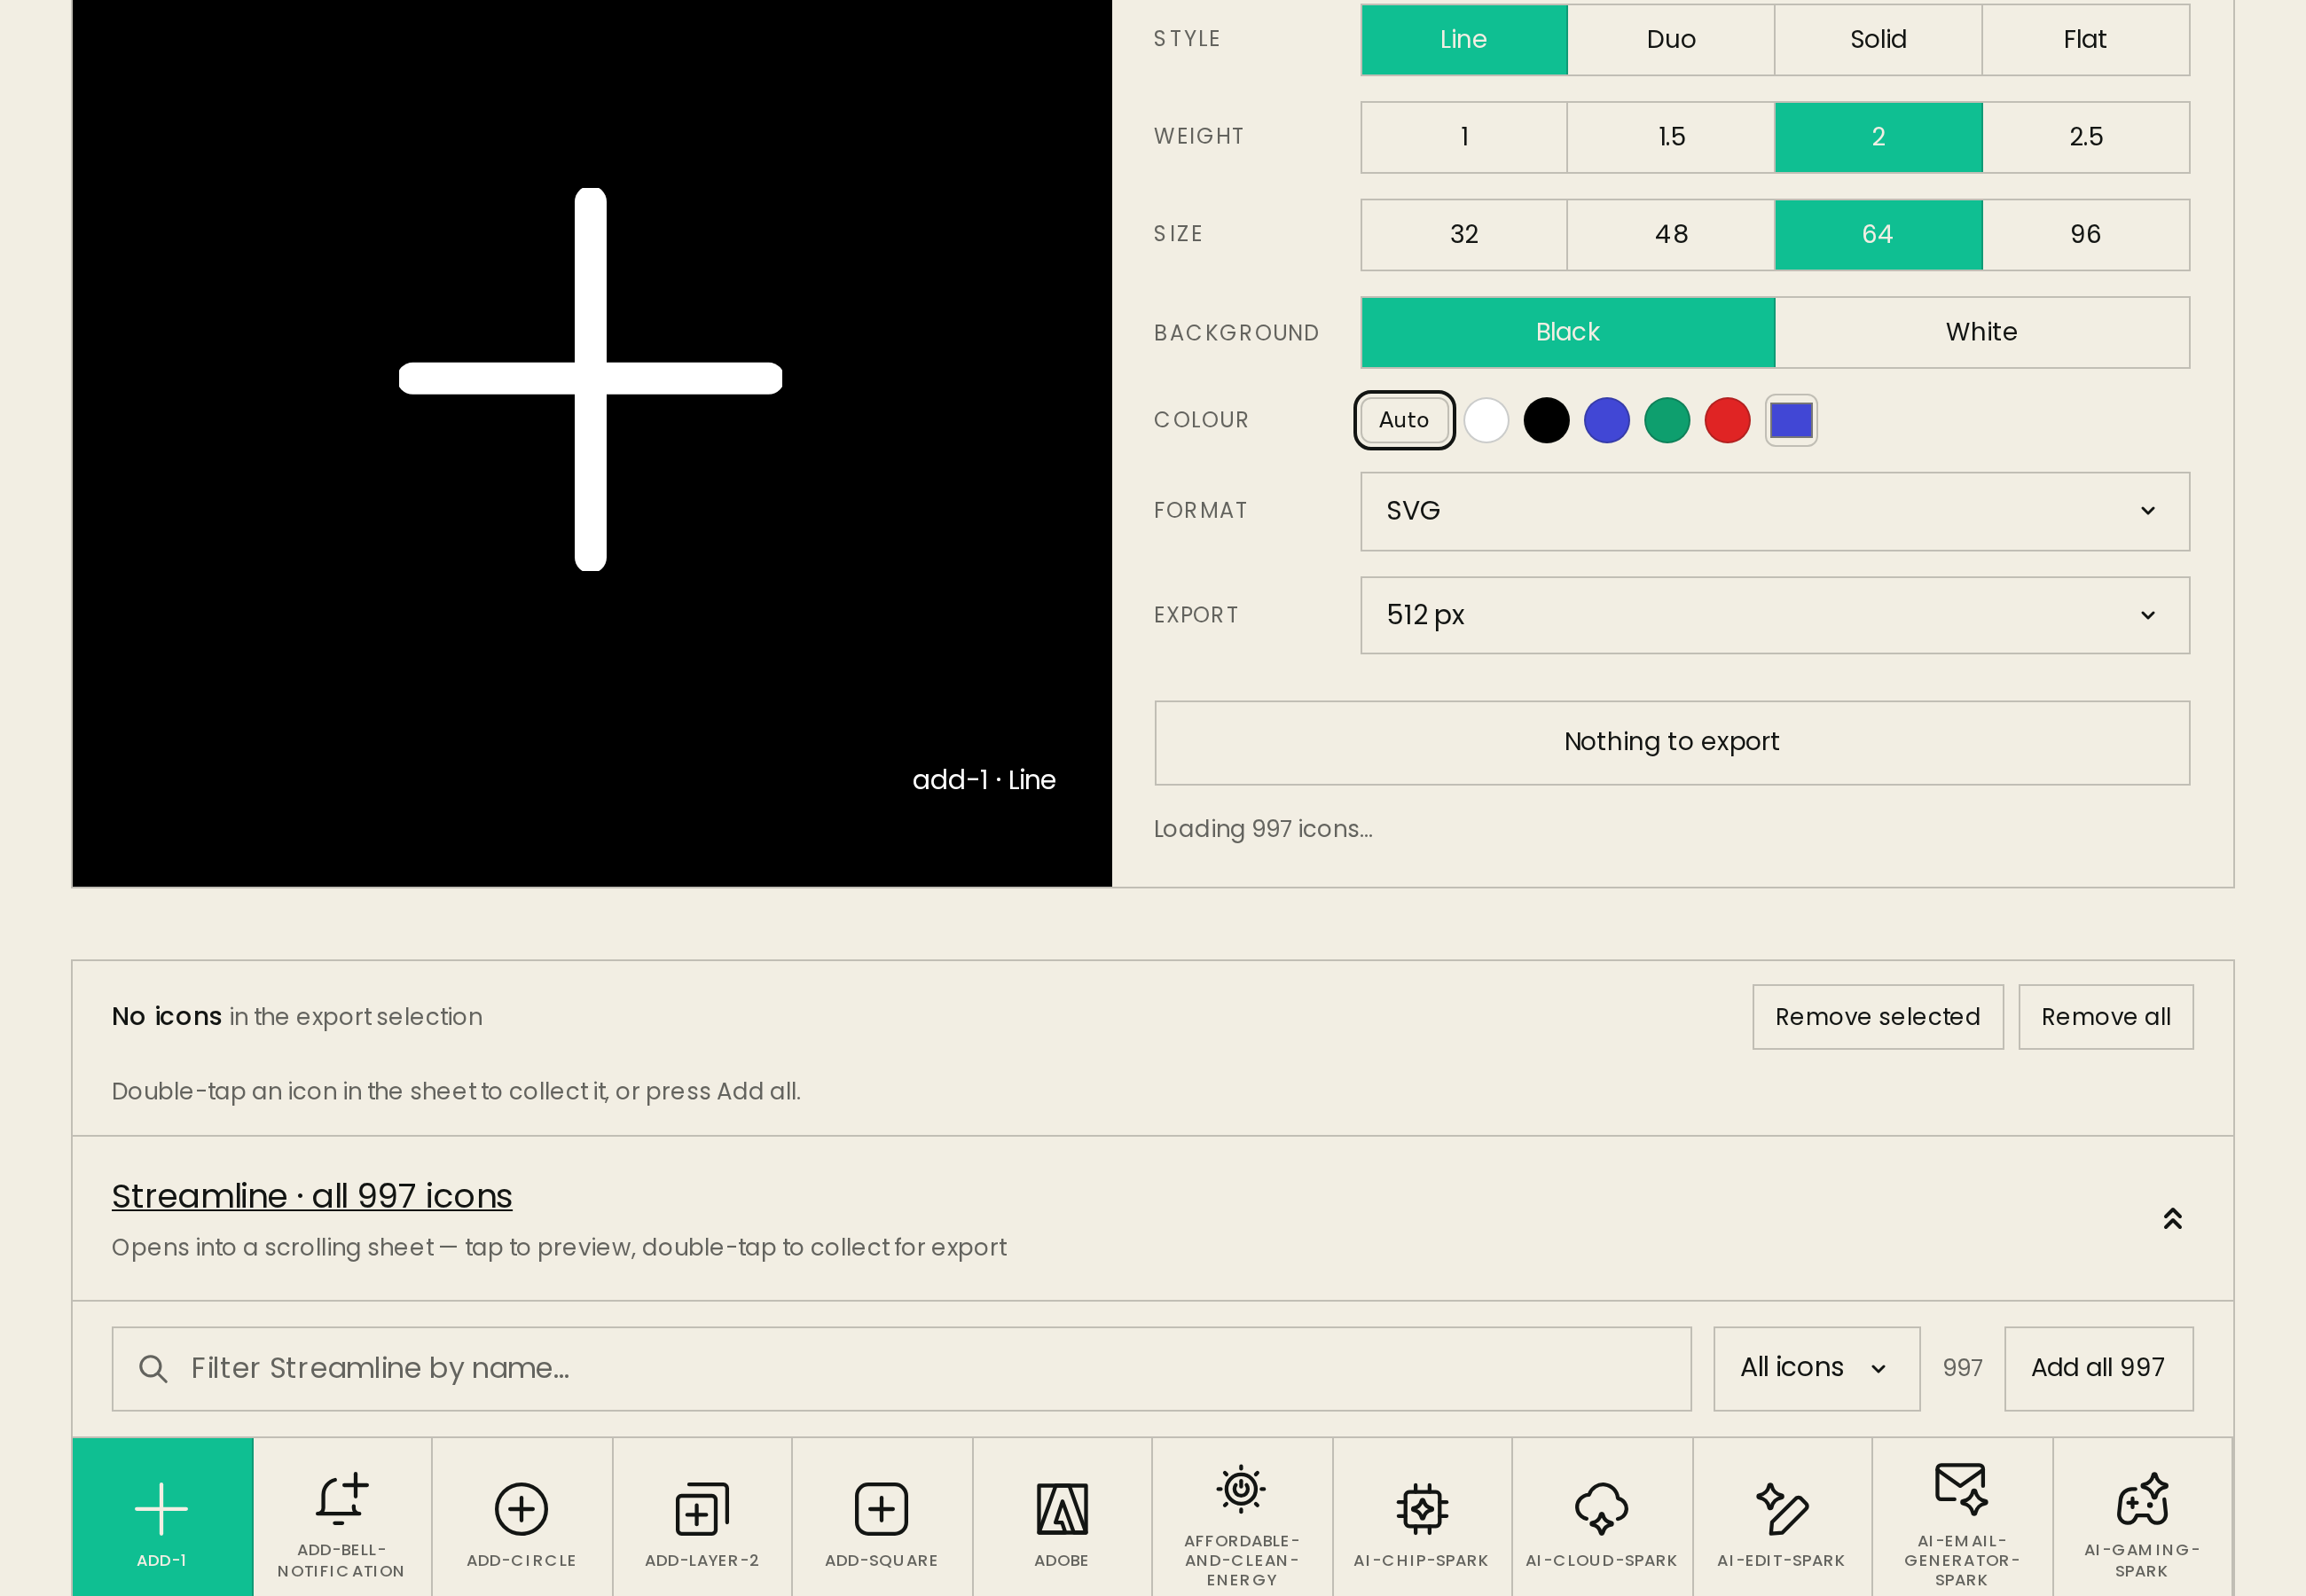 STYLE
Line
Duo
Solid
Flat
WEIGHT
1
1.5
2
2.5
SIZE
32
48
64
96
BACKGROUND
Black
White
COLOUR
Auto
FORMAT
SVG
EXPORT
512 px
Nothing to export
add-1 · Line
Loading 997 icons...
No icons in the export selection
Remove selected
Remove all
Double-tap an icon in the sheet to collect it, or press Add all.
Streamline · all 997 icons
Opens into a scrolling sheet — tap to preview, double-tap to collect for export
Filter Streamline by name...
All icons
997
Add all 997
ADD-1
ADD-BELL-
NOTIFICATION
ADD-CIRCLE
ADD-LAYER-2
ADD-SQUARE
ADOBE
AFFORDABLE-
AND-CLEAN-
ENERGY
AI-CHIP-SPARK
AI-CLOUD-SPARK
AI-EDIT-SPARK
AI-EMAIL-
GENERATOR-
SPARK
AI-GAMING-
SPARK